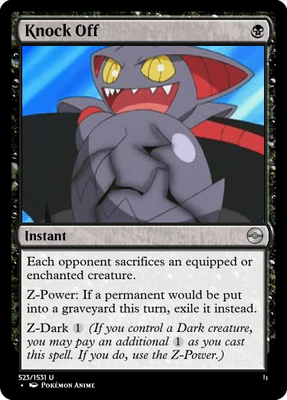 Knock Off
Instant
Each opponent sacrifices an equipped or
enchanted creature.
Z-Power: If a permanent would be put
into a graveyard this turn, exile it instead.
Z-Dark 1 (If you control a Dark creature,
you may pay an additional 1 as you cast
this spell. If you do, use the Z-Power.)
523/1531 U
• Pokémon Anime